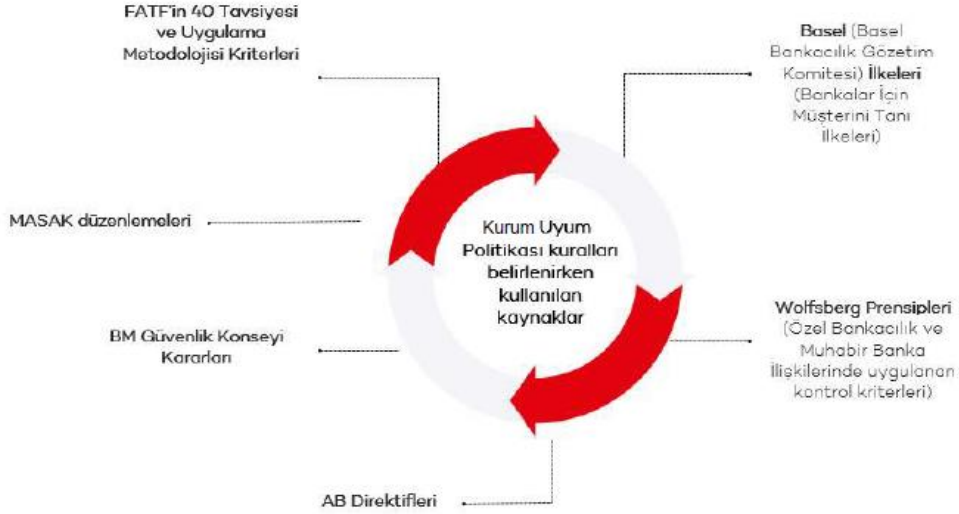 FATF'in 40 Tavsiyesi
ve Uygulama
Metodolojisi Kriterleri
Basel (Basel
Bankacılık Gözetim
Komitesi) İlkeleri
(Bankalar İçin
Müşterini Tanı
İlkeleri)
MASAK düzenlemeleri
Kurum Uyum
Politikası kuralları
belirlenirken
kullanılan
kaynaklar
BM Güvenlik Konseyi
Kararları
Wolfsberg Prensipleri
(Özel Bankacılık ve
Muhabir Banka
İlişkilerinde uygulanan
kontrol kriterleri)
AB Direktifleri